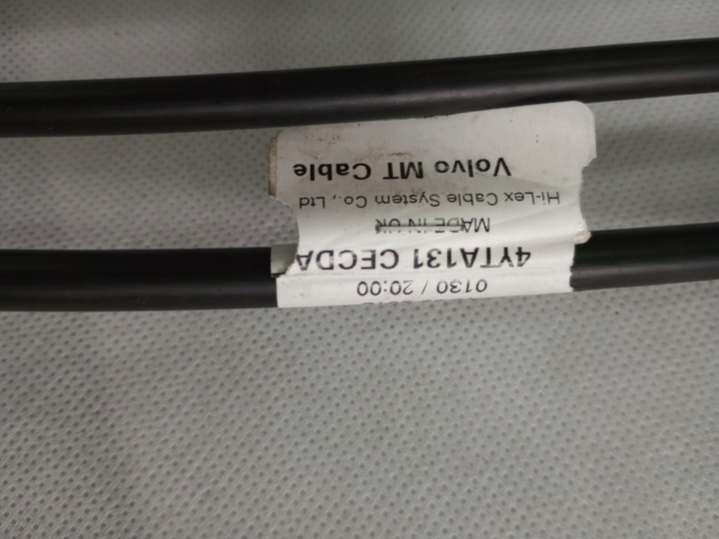 0130 / 20:00
4YTA131 CECDA
MADE IN UK
Hi-Lex Cable System Co., Ltd
Volvo MT Cable